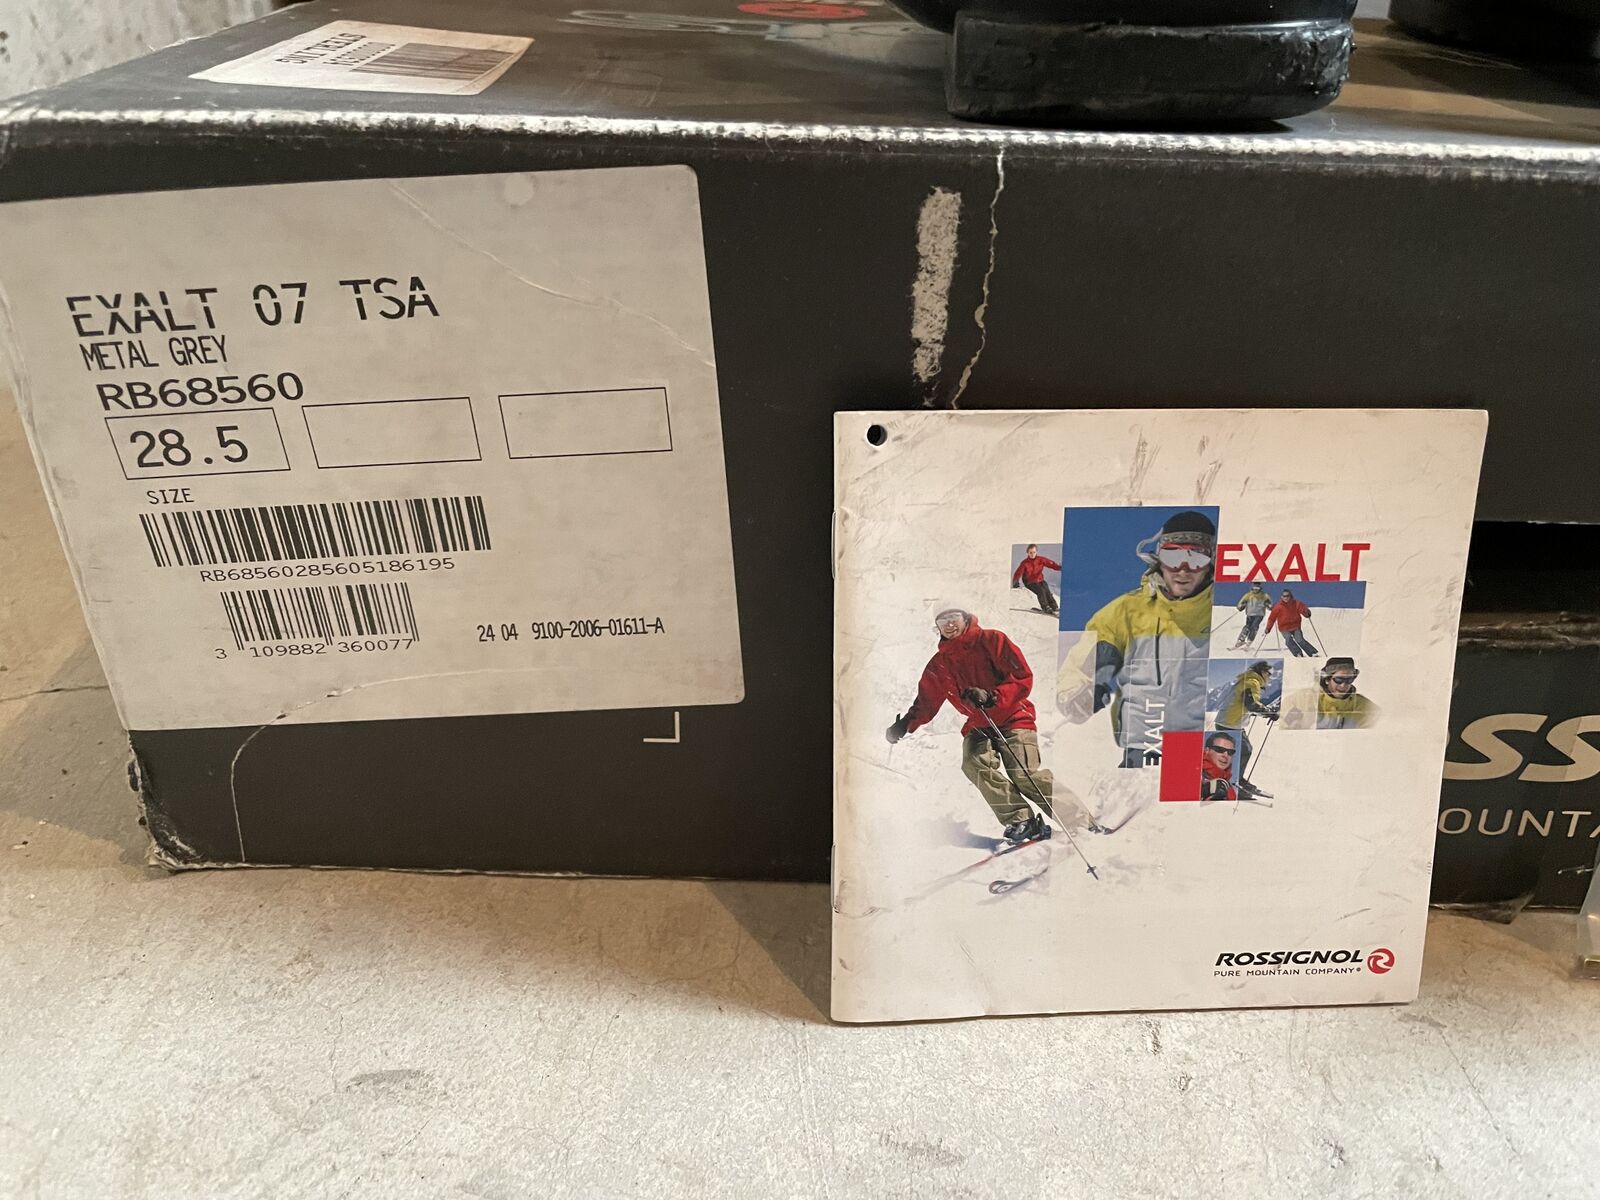 EXALT 07 TSA
METAL GREY
RB68560
28.5
SIZE
RB68560285605186195
3 109882 360077
24 04 9100-2006-01611-A
EXALT
EXALT
ROSSIGNOL
PURE MOUNTAIN COMPANY®